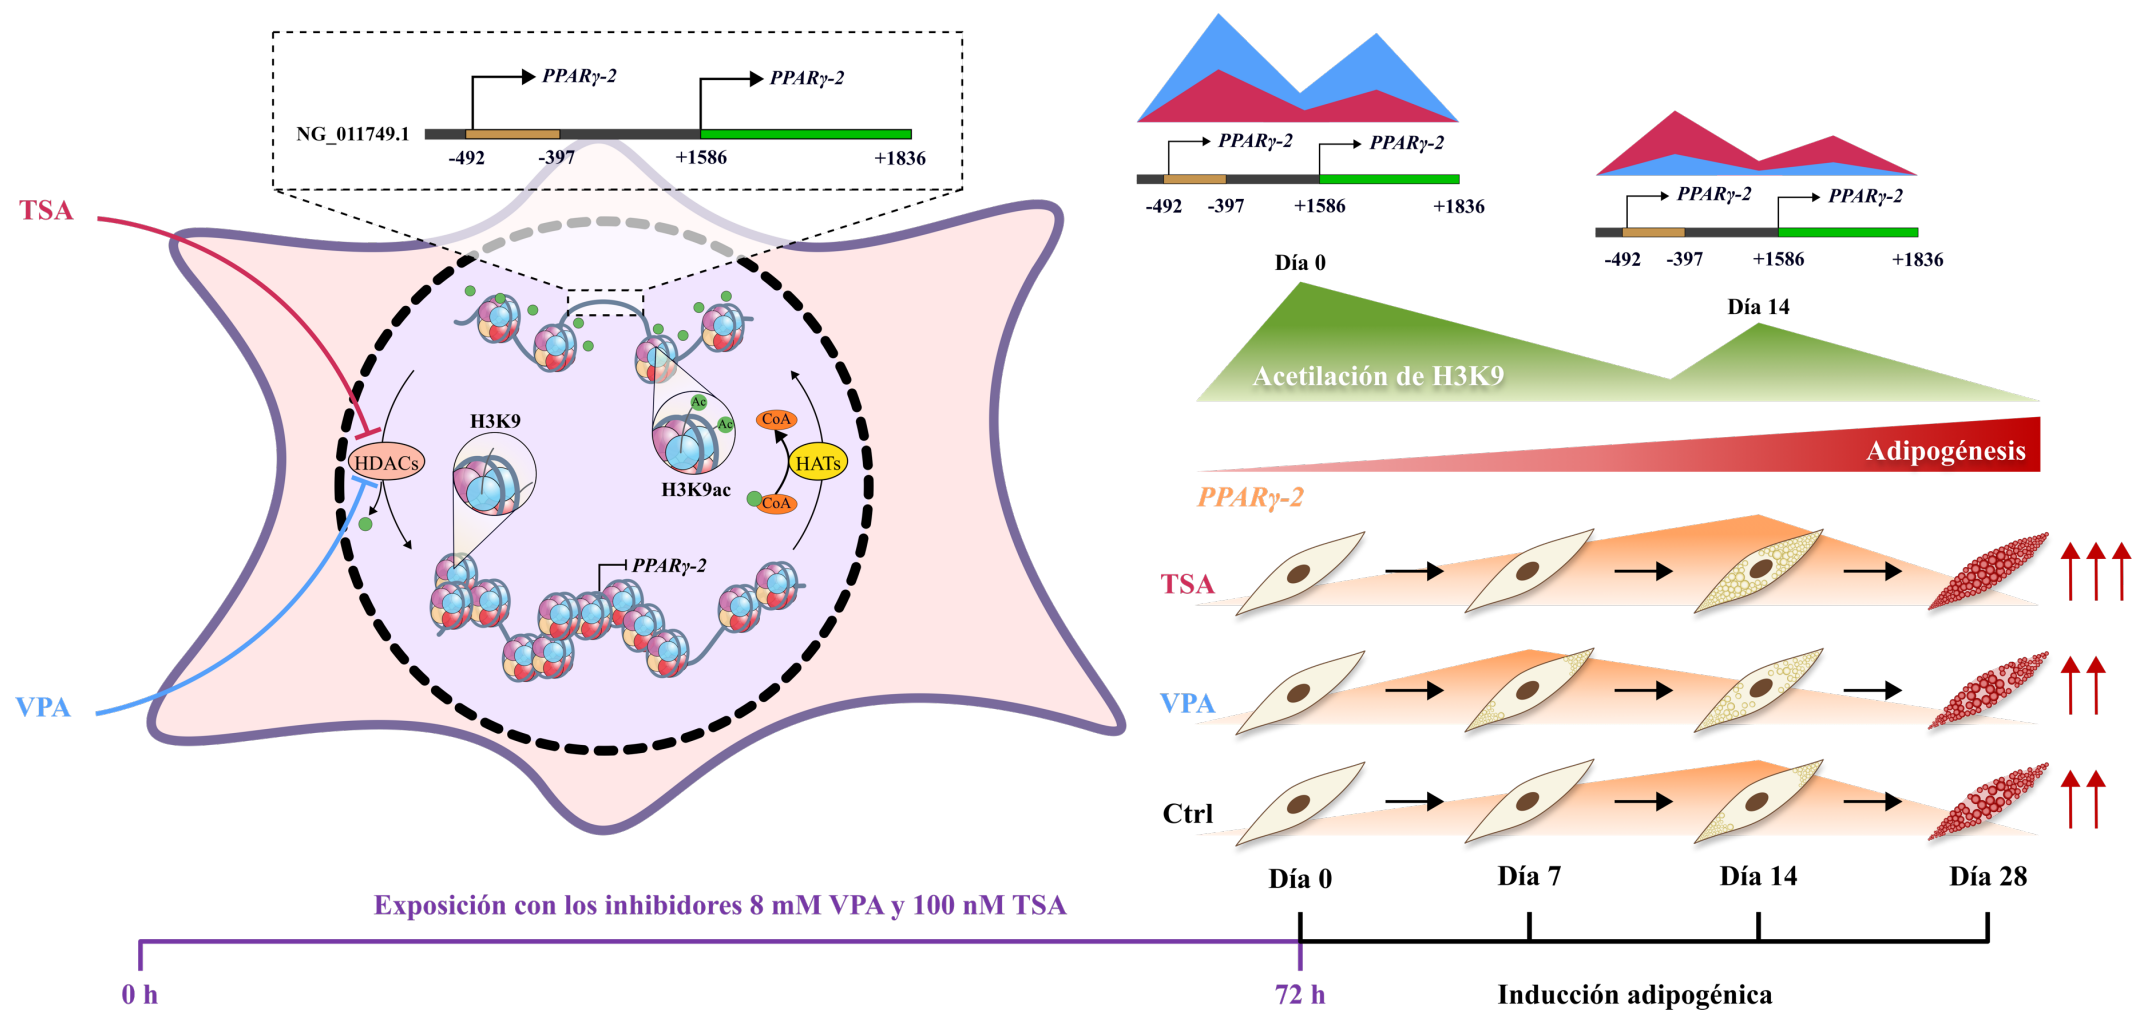 PPARγ-2
PPARγ-2
NG_011749.1
-492
-397
+1586
+1836
TSA
VPA
HDACs
H3K9
Ac
Ac
H3K9ac
CoA
CoA
HATs
PPARγ-2
PPARγ-2
PPARγ-2
-492
-397
+1586
+1836
Día 0
PPARγ-2
PPARγ-2
-492
-397
+1586
+1836
Día 14
Acetilación de H3K9
Adipogénesis
PPARγ-2
TSA
VPA
Ctrl
Día 0
Día 7
Día 14
Día 28
Exposición con los inhibidores 8 mM VPA y 100 nM TSA
0 h
72 h
Inducción adipogénica